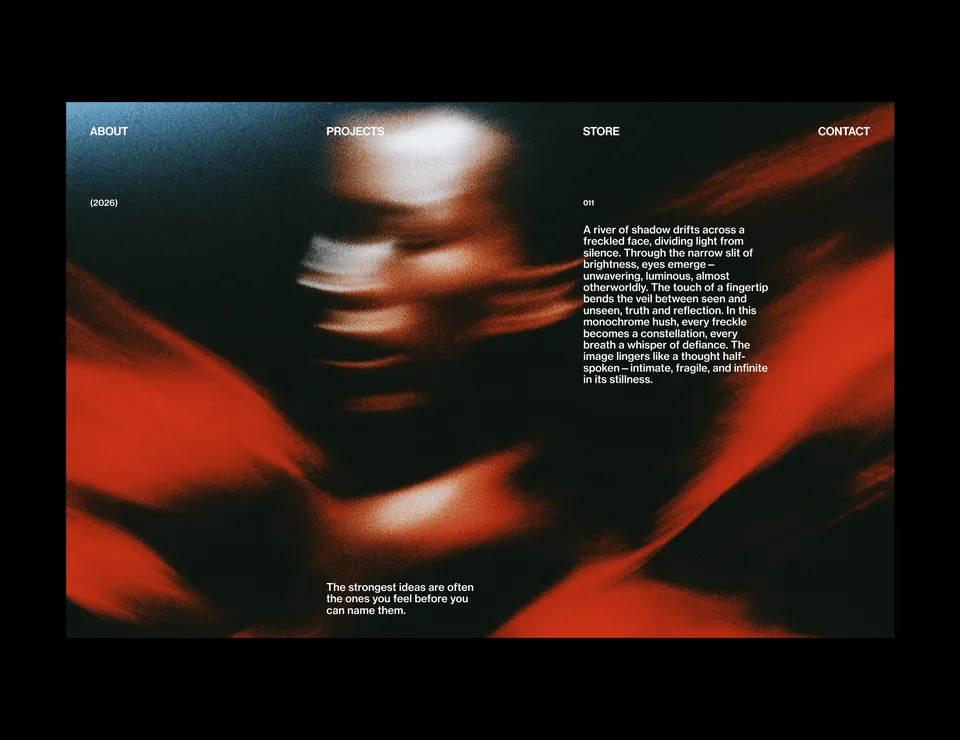 ABOUT
PROJECTS
STORE
CONTACT
(2026)
011
A river of shadow drifts across a
freckled face, dividing light from
silence. Through the narrow slit of
brightness, eyes emerge –
unwavering, luminous, almost
otherworldly. The touch of a fingertip
bends the veil between seen and
unseen, truth and reflection. In this
monochrome hush, every freckle
becomes a constellation, every
breath a whisper of defiance. The
image lingers like a thought half-
spoken – intimate, fragile, and infinite
in its stillness.
The strongest ideas are often
the ones you feel before you
can name them.